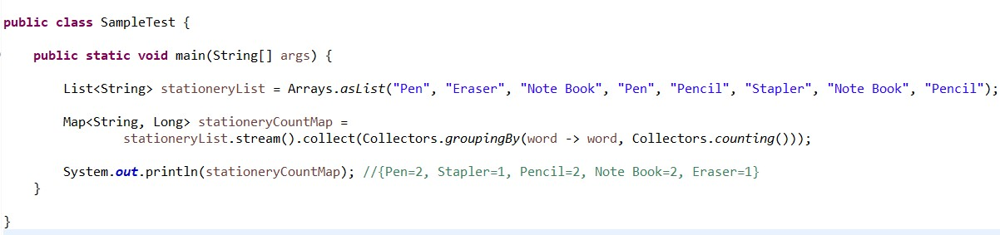 public class SampleTest {
public static void main(String[] args) {
List<String> stationeryList = Arrays.asList("Pen", "Eraser", "Note Book", "Pen", "Pencil", "Stapler", "Note Book", "Pencil");
Map<String, Long> stationeryCountMap =
stationeryList.stream().collect(Collectors.groupingBy(word -> word, Collectors.counting()));
System.out.println(stationeryCountMap); //{Pen=2, Stapler=1, Pencil=2, Note Book=2, Eraser=1}
}
}